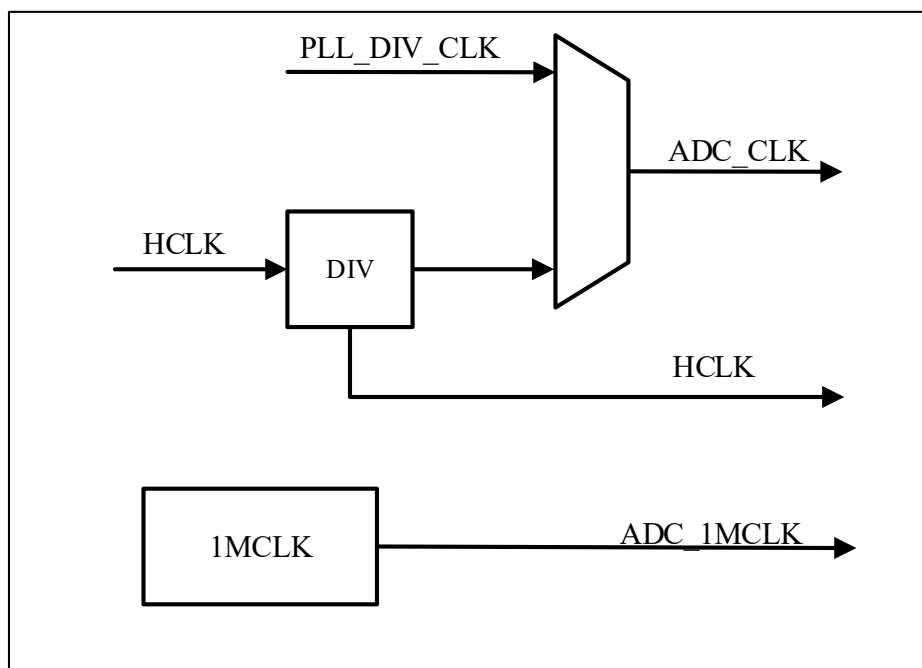 PLL_DIV_CLK
ADC_CLK
HCLK
DIV
HCLK
1MCLK
ADC_1MCLK